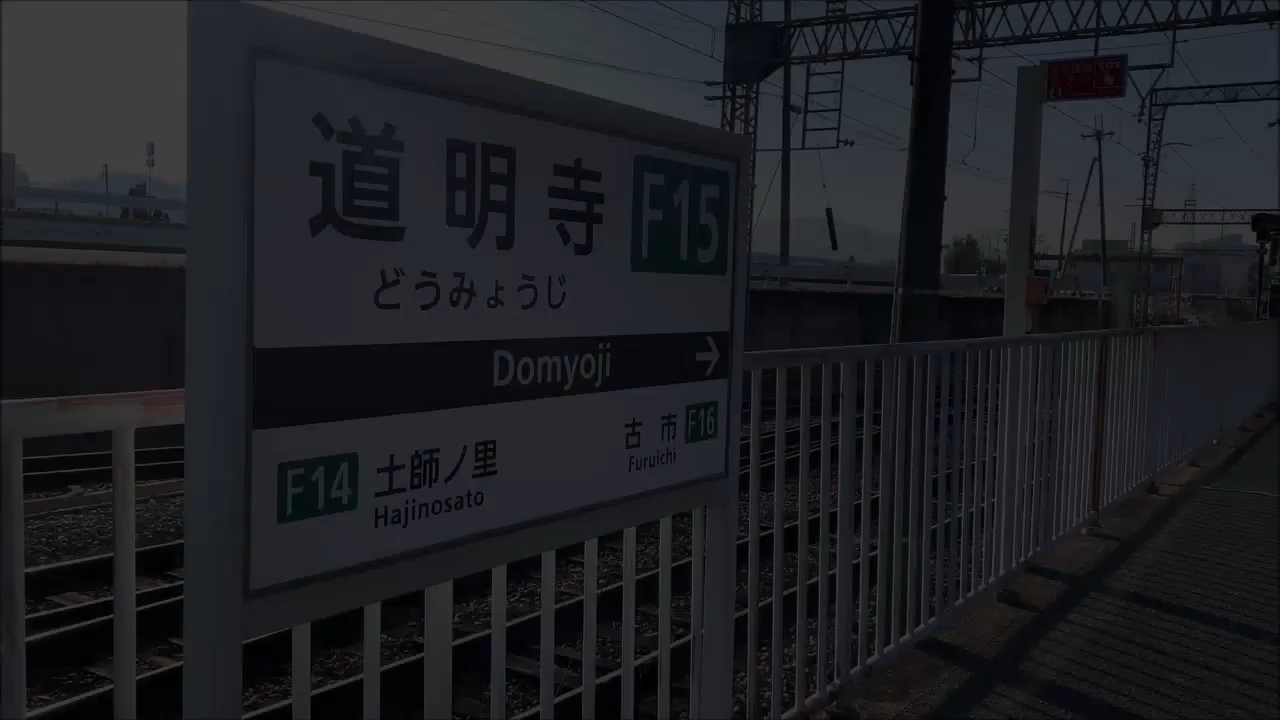 道明寺 F15
どうみょうじ
Domyoji →
F14 土師ノ里
Hajinosato
古市 F16
Furuichi
SOS